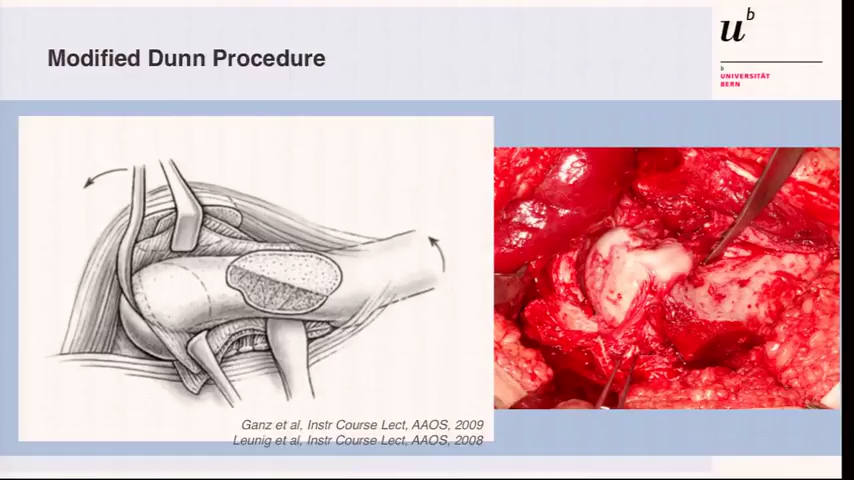 Modified Dunn Procedure
u
b
b
UNIVERSITÄT
BERN
Ganz et al, Instr Course Lect, AAOS, 2009
Leunig et al, Instr Course Lect, AAOS, 2008